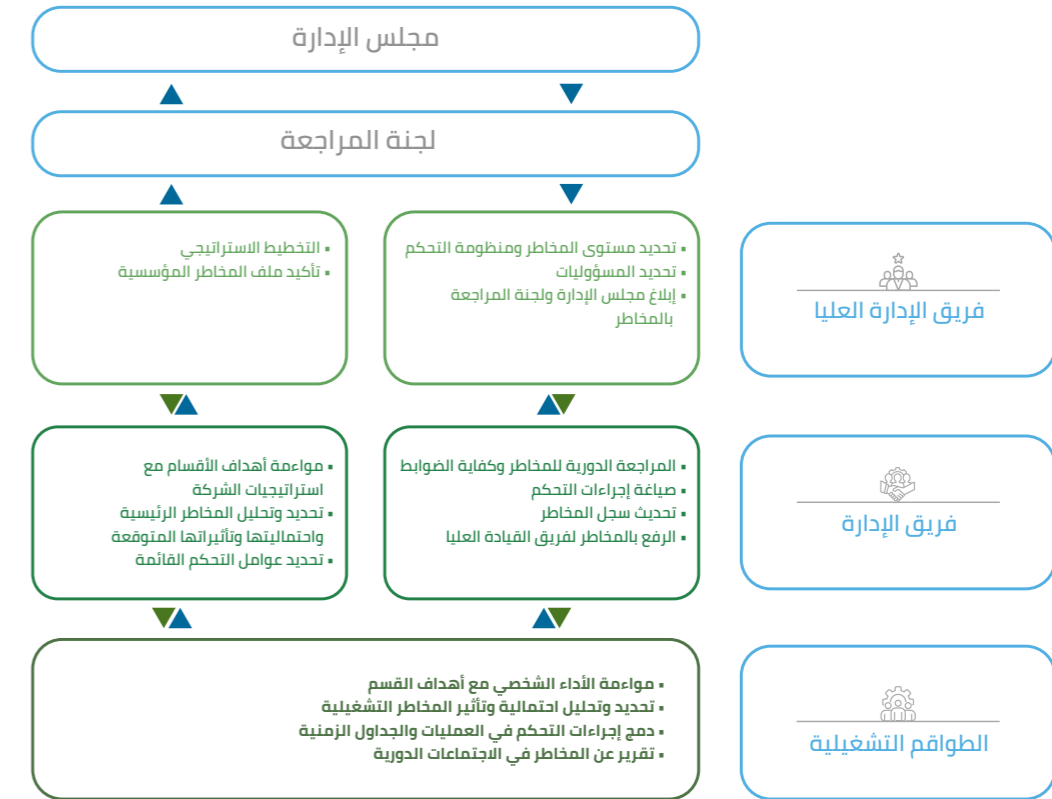 مجلس الإدارة
لجنة المراجعة
فريق الإدارة العليا
▪ تحديد مستوى المخاطر ومنظومة التحكم
▪ تحديد المسؤوليات
▪ إبلاغ مجلس الإدارة ولجنة المراجعة
بالمخاطر
▪ التخطيط الاستراتيجي
▪ تأكيد ملف المخاطر المؤسسية
فريق الإدارة
▪ المراجعة الدورية للمخاطر وكفاية الضوابط
▪ صياغة إجراءات التحكم
▪ تحديث سجل المخاطر
▪ الرفع بالمخاطر لفريق القيادة العليا
▪ مواءمة أهداف الأقسام مع
استراتيجيات الشركة
▪ تحديد وتحليل المخاطر الرئيسية
واحتماليتها وتأثيراتها المتوقعة
▪ تحديد عوامل التحكم القائمة
الطواقم التشغيلية
▪ مواءمة الأداء الشخصي مع أهداف القسم
▪ تحديد وتحليل احتمالية وتأثير المخاطر التشغيلية
▪ دمج إجراءات التحكم في العمليات والجداول الزمنية
▪ تقرير عن المخاطر في الاجتماعات الدورية